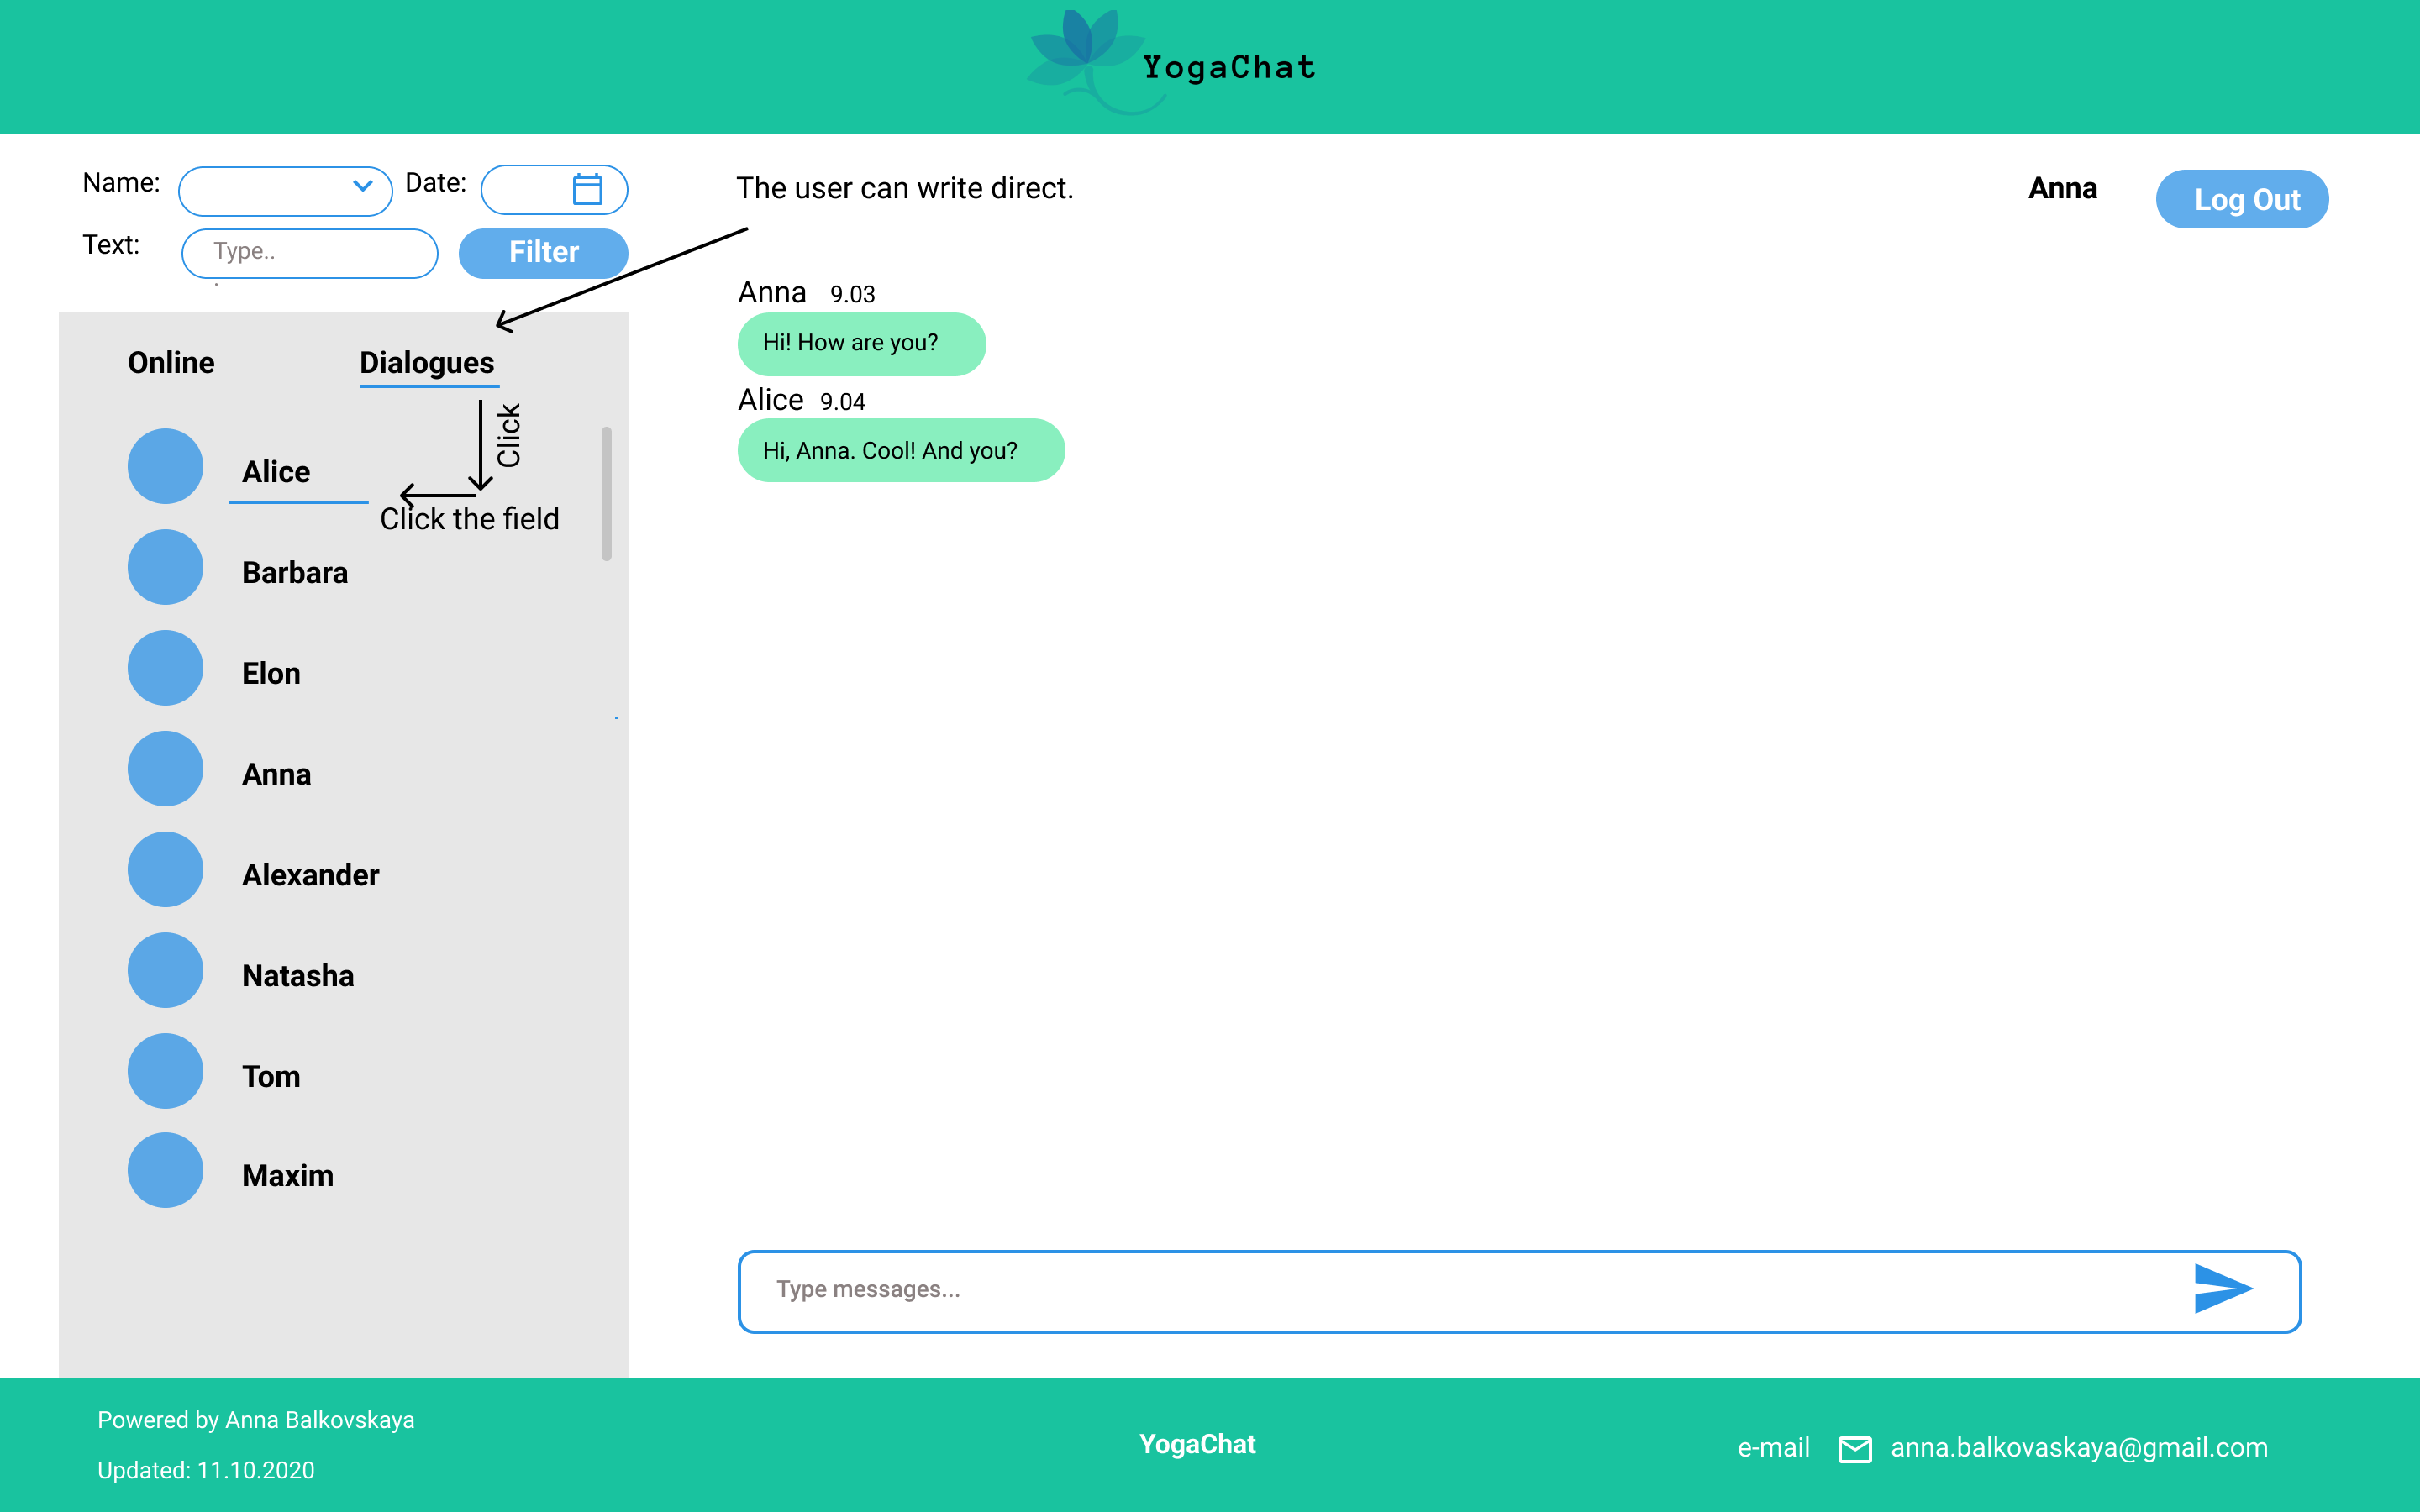 YogaChat
Name:
Date:
Text:
Type..
.
Filter
The user can write direct.
Anna
Log Out
Online
Dialogues
Click
Click the field
Alice
Barbara
Elon
Anna
Alexander
Natasha
Tom
Maxim
Anna 9.03
Hi! How are you?
Alice 9.04
Hi, Anna. Cool! And you?
Type messages...
Powered by Anna Balkovskaya
Updated: 11.10.2020
YogaChat
e-mail anna.balkovaskaya@gmail.com